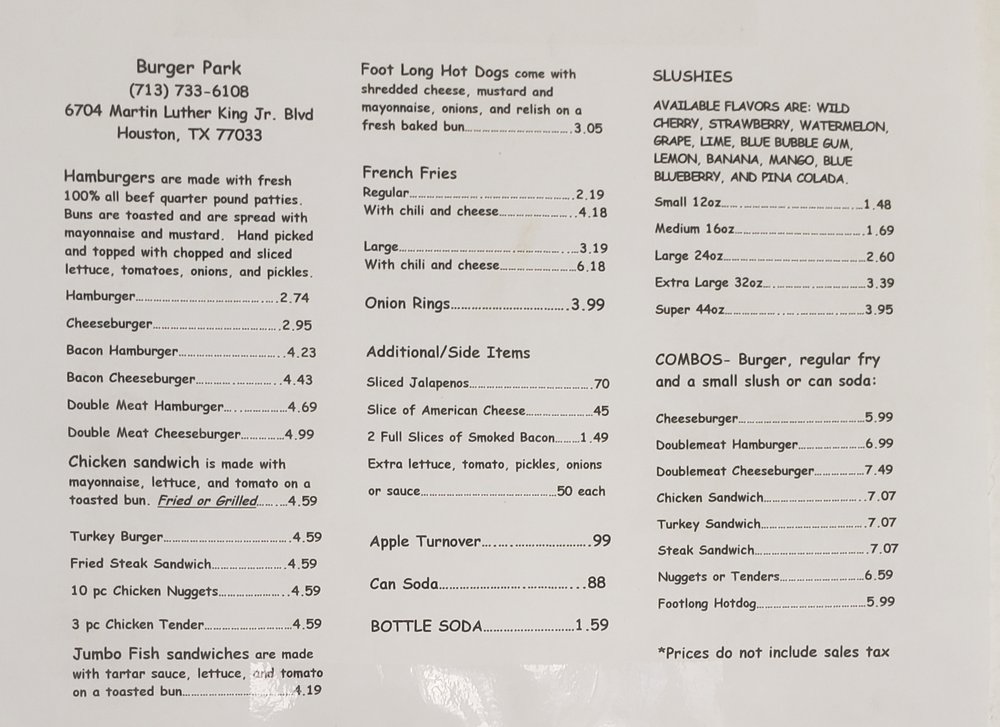 Burger Park
(713) 733-6108
6704 Martin Luther King Jr. Blvd
Houston, TX 77033
Hamburgers are made with fresh
100% all beef quarter pound patties.
Buns are toasted and are spread with
mayonnaise and mustard. Hand picked
and topped with chopped and sliced
lettuce, tomatoes, onions, and pickles.
Hamburger.....2.74
Cheeseburger.....2.95
Bacon Hamburger.....4.23
Bacon Cheeseburger.....4.43
Double Meat Hamburger.....4.69
Double Meat Cheeseburger.....4.99
Chicken sandwich is made with
mayonnaise, lettuce, and tomato on a
toasted bun. Fried or Grilled.....4.59
Turkey Burger.....4.59
Fried Steak Sandwich.....4.59
10 pc Chicken Nuggets.....4.59
3 pc Chicken Tender.....4.59
Jumbo Fish sandwiches are made
with tartar sauce, lettuce, and tomato
on a toasted bun.....4.19
Foot Long Hot Dogs come with
shredded cheese, mustard and
mayonnaise, onions, and relish on a
fresh baked bun.....3.05
French Fries
Regular.....2.19
With chili and cheese.....4.18
Large.....3.19
With chili and cheese.....6.18
Onion Rings.....3.99
Additional/Side Items
Sliced Jalapenos.....70
Slice of American Cheese.....45
2 Full Slices of Smoked Bacon.....1.49
Extra lettuce, tomato, pickles, onions
or sauce.....50 each
Apple Turnover.....99
Can Soda.....88
BOTTLE SODA.....1.59
SLUSHIES
AVAILABLE FLAVORS ARE: WILD
CHERRY, STRAWBERRY, WATERMELON,
GRAPE, LIME, BLUE BUBBLE GUM,
LEMON, BANANA, MANGO, BLUE
BLUEBERRY, AND PINA COLADA.
Small 12oz.....1.48
Medium 16oz.....1.69
Large 24oz.....2.60
Extra Large 32oz.....3.39
Super 44oz.....3.95
COMBOS- Burger, regular fry
and a small slush or can soda:
Cheeseburger.....5.99
Doublemeat Hamburger.....6.99
Doublemeat Cheeseburger.....7.49
Chicken Sandwich.....7.07
Turkey Sandwich.....7.07
Steak Sandwich.....7.07
Nuggets or Tenders.....6.59
Footlong Hotdog.....5.99
*Prices do not include sales tax